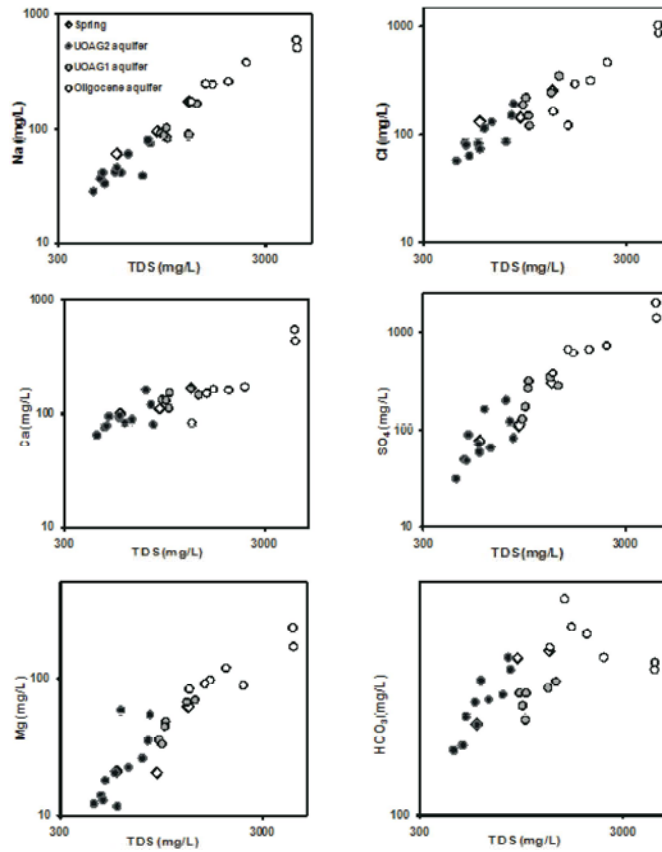 1000
Spring
UOAG2 aquifer
UOAG1 aquifer
Oligocene aquifer
Na (mg/L)
100
10
300
3000
TDS (mg/L)
1000
Cl (mg/L)
100
10
300
3000
TDS (mg/L)
1000
Ca (mg/L)
100
10
300
3000
TDS (mg/L)
1000
SO4 (mg/L)
100
10
300
3000
TDS (mg/L)
Mg (mg/L)
100
10
300
3000
TDS (mg/L)
HCO3 (mg/L)
100
300
3000
TDS (mg/L)